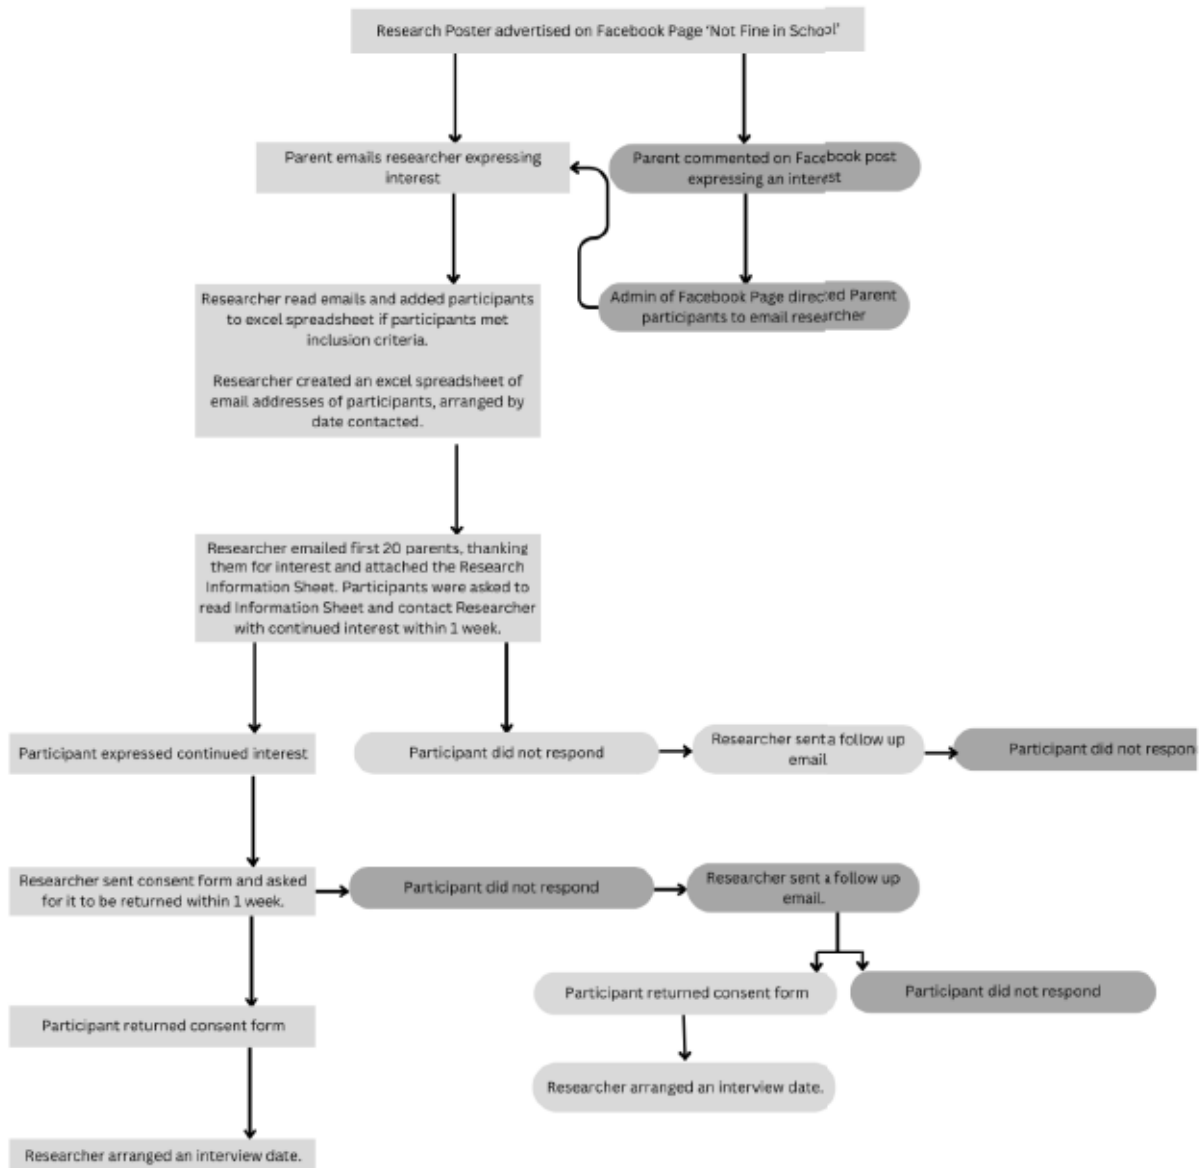 Research Poster advertised on Facebook Page 'Not Fine in School'
Parent emails researcher expressing
interest
Parent commented on Facebook post
expressing an interest
Researcher read emails and added participants
to excel spreadsheet if participants met
inclusion criteria.
Researcher created an excel spreadsheet of
email addresses of participants, arranged by
date contacted.
Admin of Facebook Page directed Parent
participants to email researcher
Researcher emailed first 20 parents, thanking
them for interest and attached the Research
Information Sheet. Participants were asked to
read Information Sheet and contact Researcher
with continued interest within 1 week.
Participant expressed continued interest
Participant did not respond
Researcher sent a follow up
email
Participant did not respon
Researcher sent consent form and asked
for it to be returned within 1 week.
Participant did not respond
Researcher sent a follow up
email.
Participant returned consent form
Participant did not respond
Participant returned consent form
Researcher arranged an interview date.
Researcher arranged an interview date.